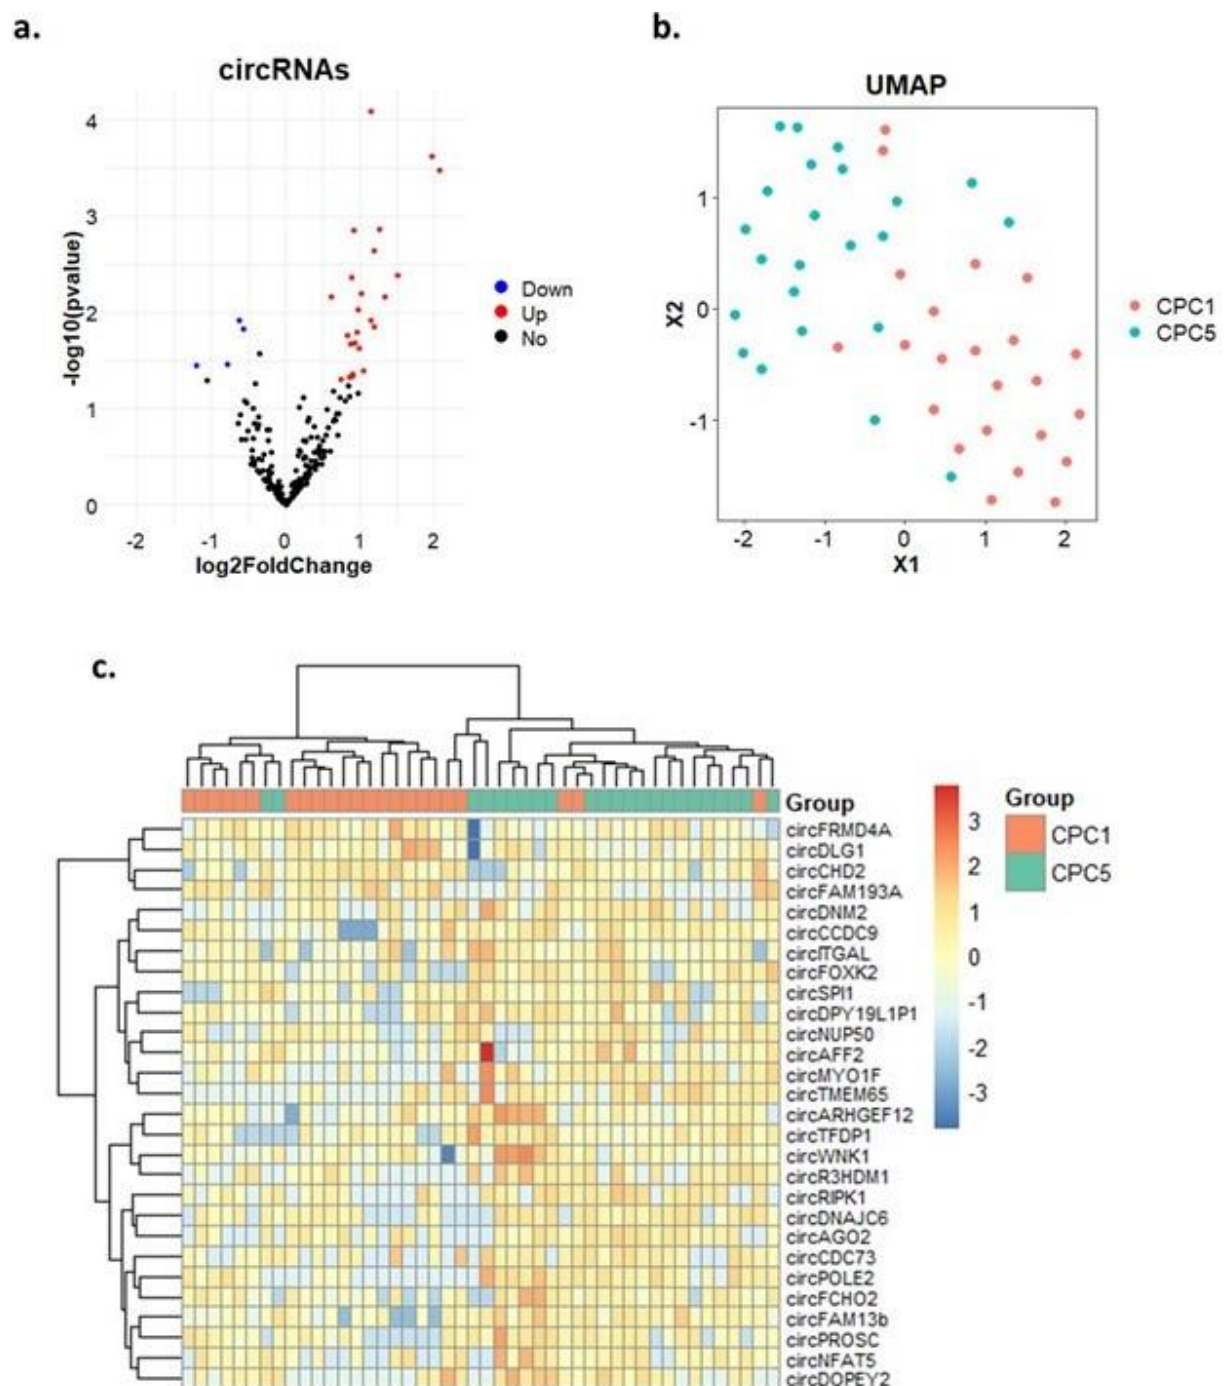 a.
circRNAs
4
3
2
1
0
-log10(pvalue)
-2 -1 0 1 2
log2FoldChange
Down
Up
No
b.
UMAP
1
0
-1
X2
-2 -1 0 1 2
X1
CPC1
CPC5
c.
Group
circFRMD4A
circDLG1
circCHD2
circFAM193A
circDNM2
circCCDC9
circITGAL
circFOXK2
circSPI1
circDPY19L1P1
circNUP50
circAFF2
circMYO1F
circTMEM65
circARHGEF12
circTFDP1
circWNK1
circR3HDM1
circRIPK1
circDNAJC6
circAGO2
circCDC73
circPOLE2
circFCHO2
circFAM13b
circPROSC
circNFAT5
circDOPEY2
3
2
1
0
-1
-2
-3
Group
CPC1
CPC5